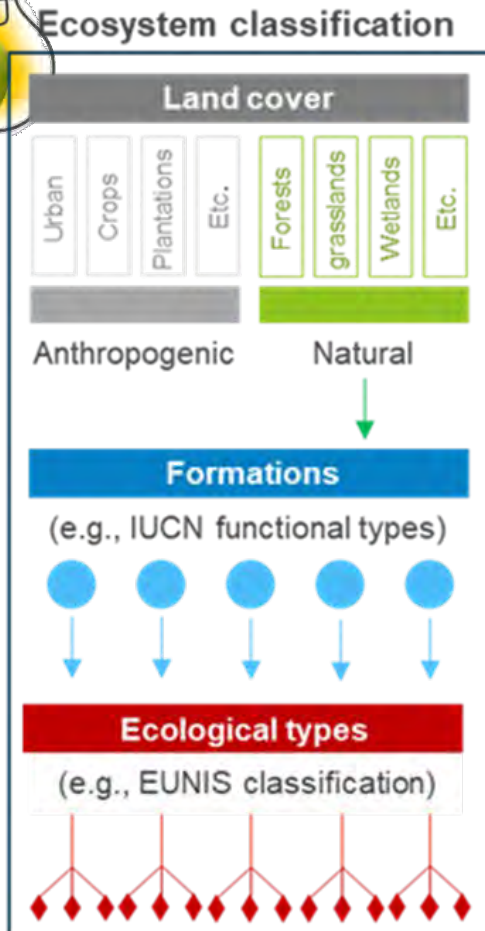 Ecosystem classification
Land cover
Urban
Crops
Plantations
Etc.
Forests
grasslands
Wetlands
Etc.
Anthropogenic
Natural
Formations
(e.g., IUCN functional types)
Ecological types
(e.g., EUNIS classification)